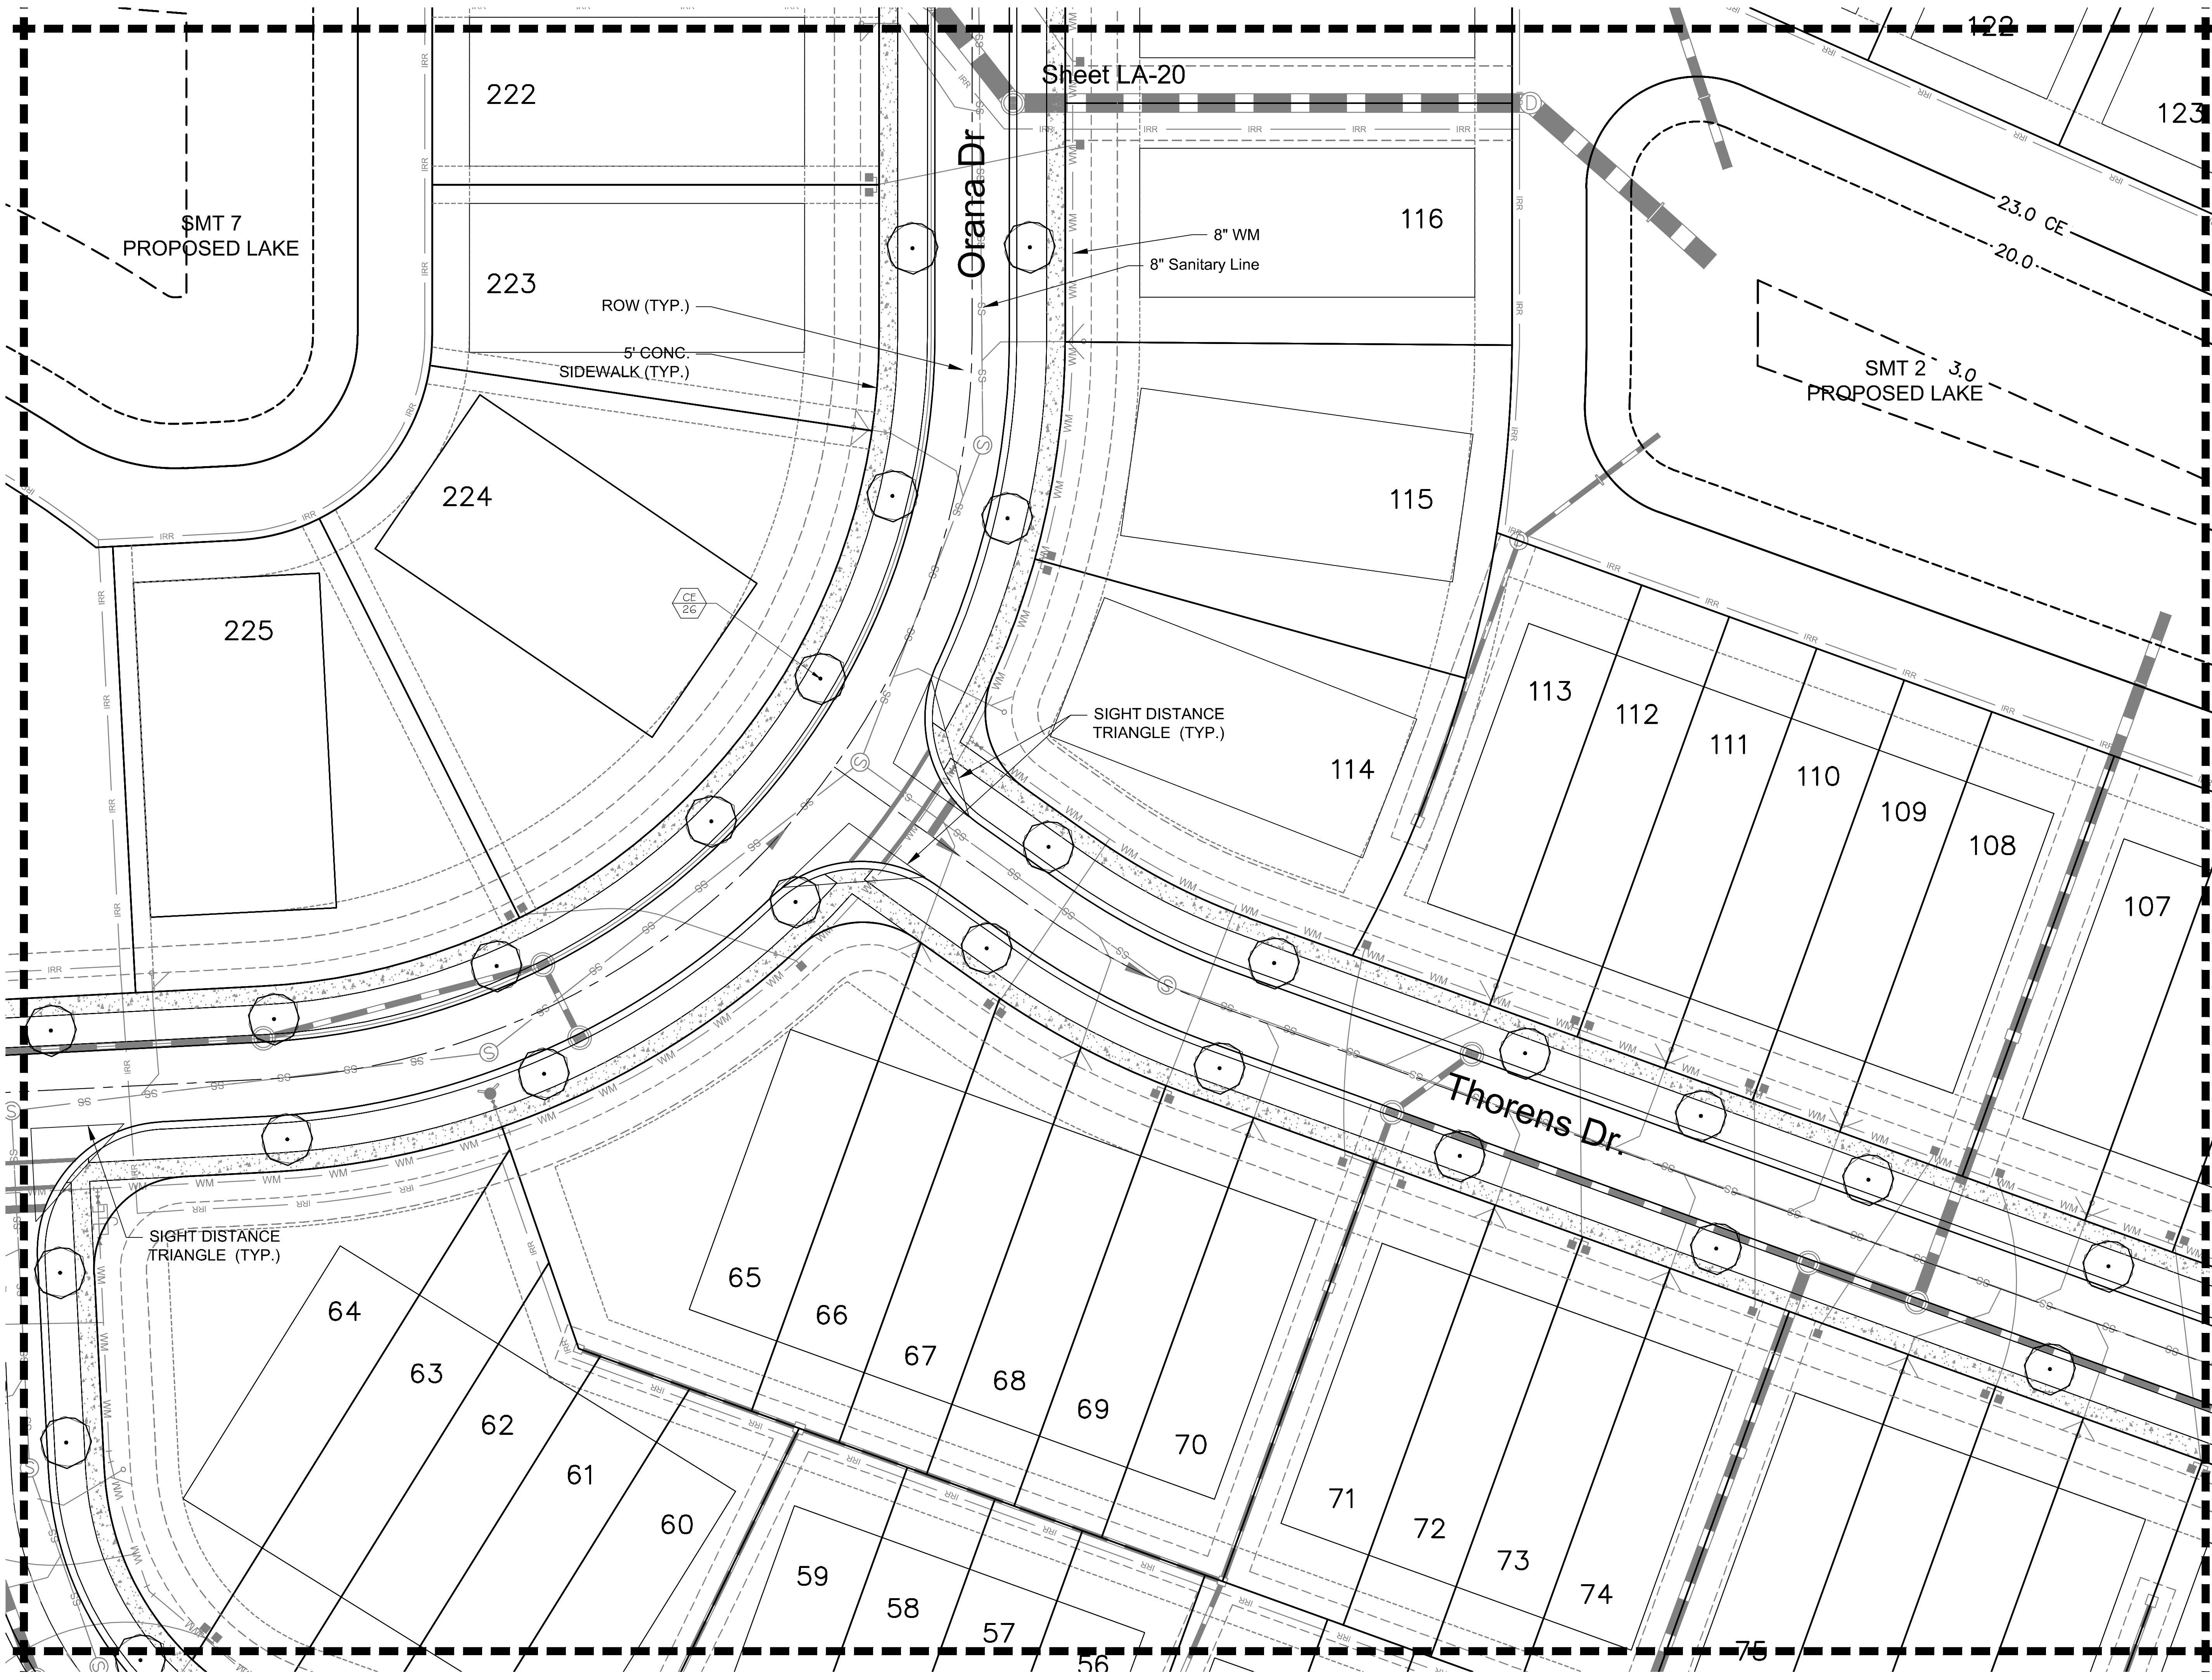 122
Sheet LA-20
222
123
Orana Dr
SMT 7
PROPOSED LAKE
116
23.0 CE
20.0
8" WM
8" Sanitary Line
223
ROW (TYP.)
5' CONC.
SIDEWALK (TYP.)
SMT 2
PROPOSED LAKE
3.0
224
115
CE
26
225
113
112
111
110
109
108
107
SIGHT DISTANCE
TRIANGLE (TYP.)
114
Thorens Dr.
SIGHT DISTANCE
TRIANGLE (TYP.)
65
66
67
68
69
70
64
63
62
61
60
71
72
73
74
75
59
58
57
56
IRR
WM
SS
S
D